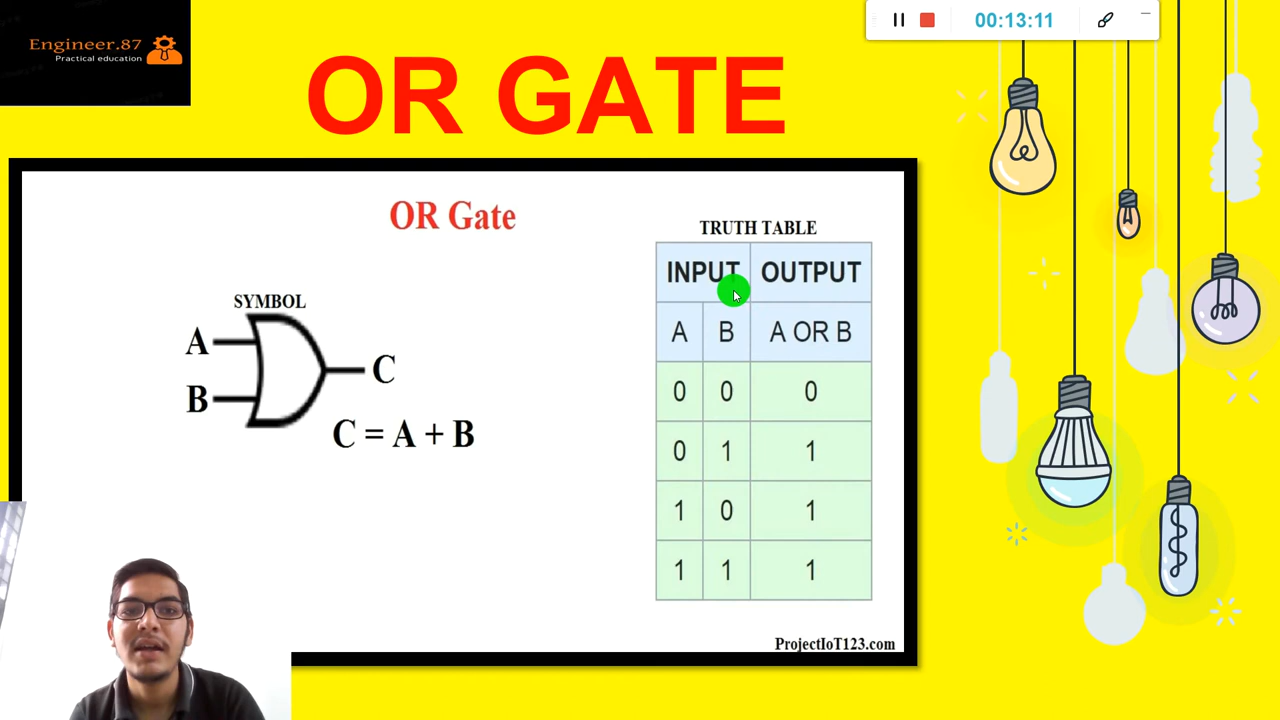 Engineer.87
Practical education
00:13:11
OR GATE
OR Gate
SYMBOL
A
B
C
C = A + B
TRUTH TABLE
INPUT OUTPUT
A B A OR B
0 0 0
0 1 1
1 0 1
1 1 1
ProjectIoT123.com